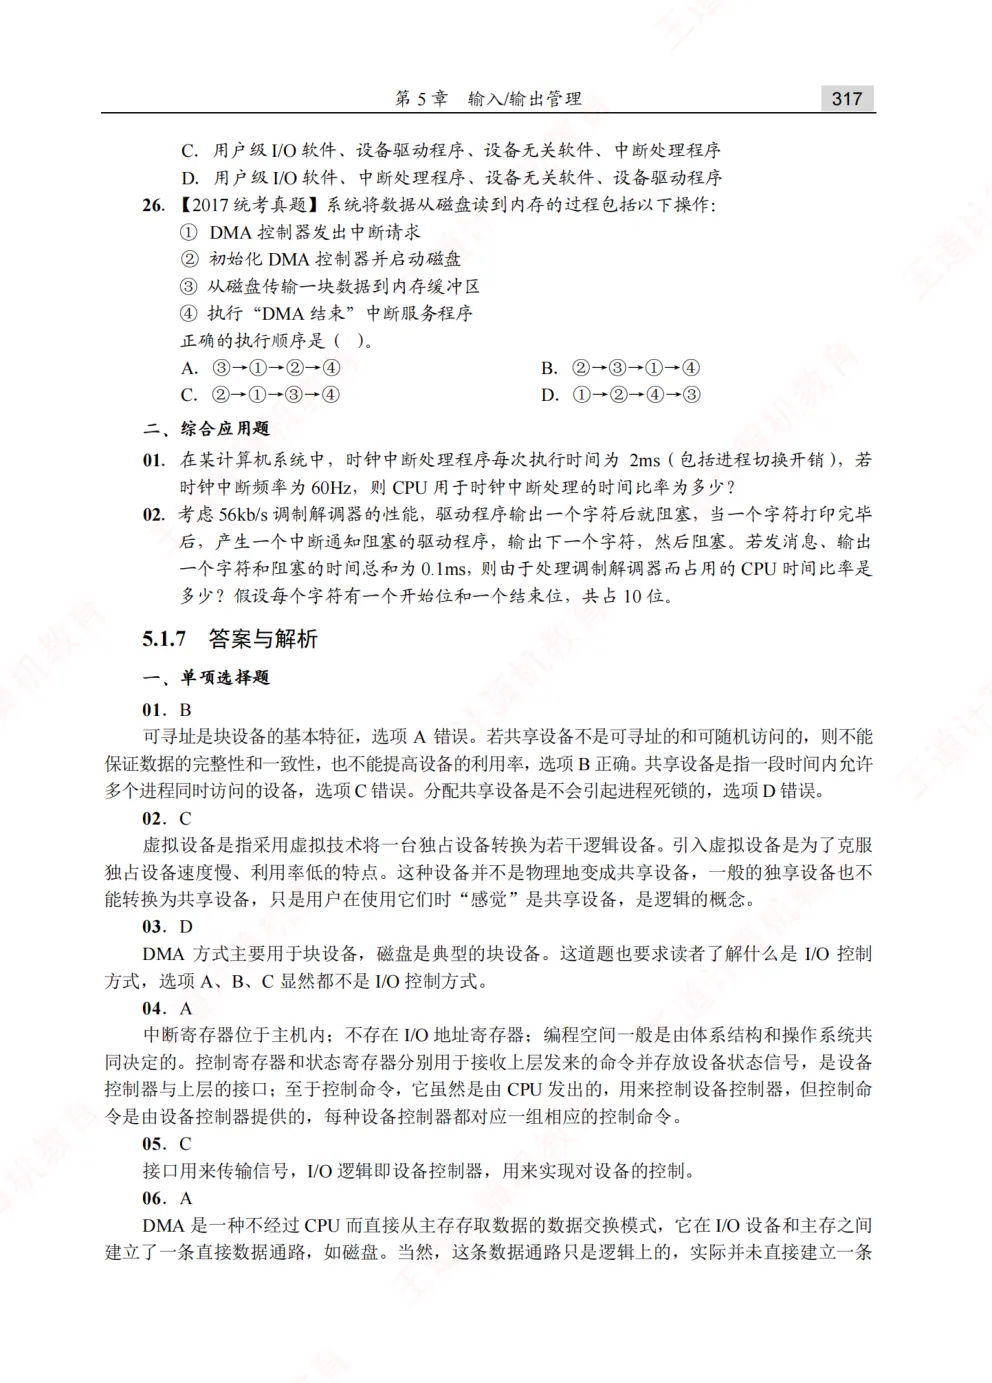 第 5 章　输入/输出管理　317
C．用户级 I/O 软件、设备驱动程序、设备无关软件、中断处理程序
D．用户级 I/O 软件、中断处理程序、设备无关软件、设备驱动程序
26.【2017 统考真题】系统将数据从磁盘读到内存的过程包括以下操作：
① DMA 控制器发出中断请求
② 初始化 DMA 控制器并启动磁盘
③ 从磁盘传输一块数据到内存缓冲区
④ 执行“DMA 结束”中断服务程序
正确的执行顺序是（　）。
A．③→①→②→④　B．②→③→①→④
C．②→①→③→④　D．①→②→④→③
二、综合应用题
01．在某计算机系统中，时钟中断处理程序每次执行时间为 2ms（包括进程切换开销），若
时钟中断频率为 60Hz，则 CPU 用于时钟中断处理的时间比率为多少？
02．考虑 56kb/s 调制解调器的性能，驱动程序输出一个字符后就阻塞，当一个字符打印完毕
后，产生一个中断通知阻塞的驱动程序，输出下一个字符，然后阻塞。若发消息、输出
一个字符和阻塞的时间总和为 0.1ms，则由于处理调制解调器而占用的 CPU 时间比率是
多少？假设每个字符有一个开始位和一个结束位，共占 10 位。
5.1.7　答案与解析
一、单项选择题
01．B
可寻址是块设备的基本特征，选项 A 错误。若共享设备不是可寻址的和可随机访问的，则不能
保证数据的完整性和一致性，也不能提高设备的利用率，选项 B 正确。共享设备是指一段时间内允许
多个进程同时访问的设备，选项 C 错误。分配共享设备是不会引起进程死锁的，选项 D 错误。
02．C
虚拟设备是指采用虚拟技术将一台独占设备转换为若干逻辑设备。引入虚拟设备是为了克服
独占设备速度慢、利用率低的特点。这种设备并不是物理地变成共享设备，一般的独享设备也不
能转换为共享设备，只是用户在使用它们时“感觉”是共享设备，是逻辑的概念。
03．D
DMA 方式主要用于块设备，磁盘是典型的块设备。这道题也要求读者了解什么是 I/O 控制
方式，选项 A、B、C 显然都不是 I/O 控制方式。
04．A
中断寄存器位于主机内；不存在 I/O 地址寄存器；编程空间一般是由体系结构和操作系统共
同决定的。控制寄存器和状态寄存器分别用于接收上层发来的命令并存放设备状态信号，是设备
控制器与上层的接口；至于控制命令，它虽然是由 CPU 发出的，用来控制设备控制器，但控制命
令是由设备控制器提供的，每种设备控制器都对应一组相应的控制命令。
05．C
接口用来传输信号，I/O 逻辑即设备控制器，用来实现对设备的控制。
06．A
DMA 是一种不经过 CPU 而直接从主存存取数据的数据交换模式，它在 I/O 设备和主存之间
建立了一条直接数据通路，如磁盘。当然，这条数据通路只是逻辑上的，实际并未直接建立一条